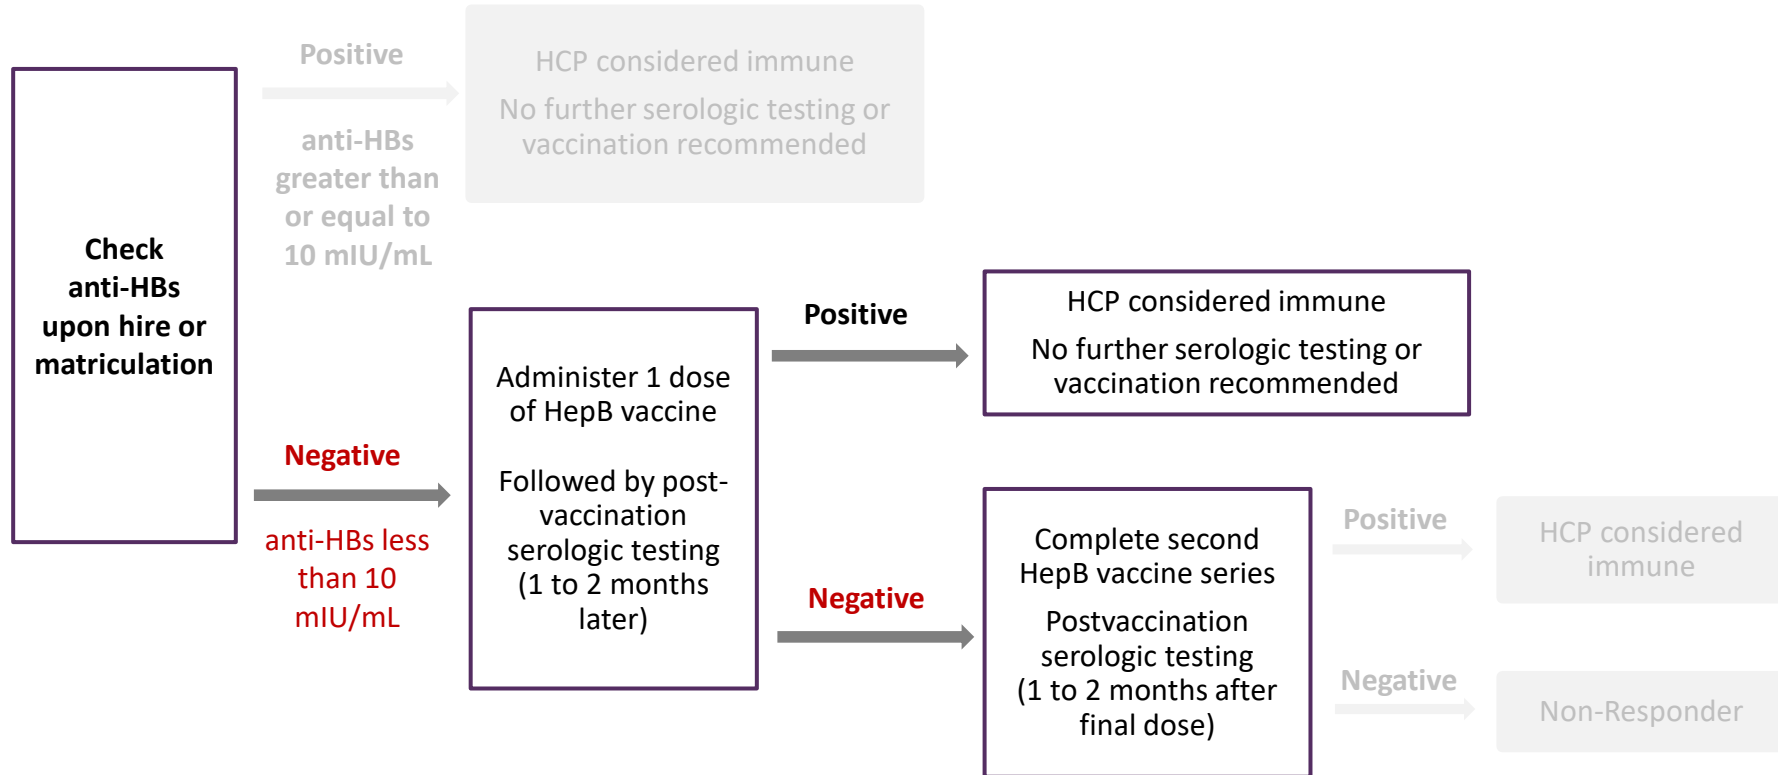 Check
anti-HBs
upon hire or
matriculation
Positive
anti-HBs
greater than
or equal to
10 mIU/mL
HCP considered immune
No further serologic testing or
vaccination recommended
Negative
anti-HBs less
than 10
mIU/mL
Administer 1 dose
of HepB vaccine
Followed by post-
vaccination
serologic testing
(1 to 2 months
later)
Positive
HCP considered immune
No further serologic testing or
vaccination recommended
Negative
Complete second
HepB vaccine series
Postvaccination
serologic testing
(1 to 2 months after
final dose)
Positive
HCP considered
immune
Negative
Non-Responder